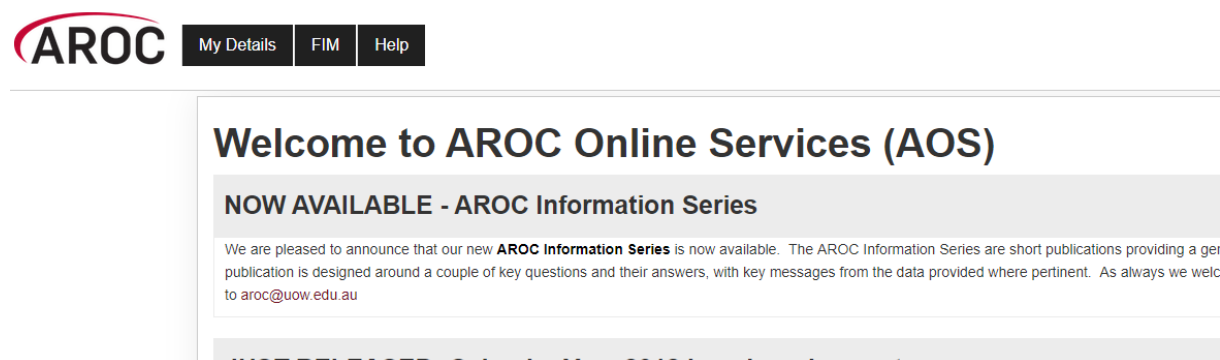 AROC
My Details FIM Help
Welcome to AROC Online Services (AOS)
NOW AVAILABLE - AROC Information Series
We are pleased to announce that our new AROC Information Series is now available. The AROC Information Series are short publications providing a
publication is designed around a couple of key questions and their answers, with key messages from the data provided where pertinent. As always we
to aroc@uow.edu.au